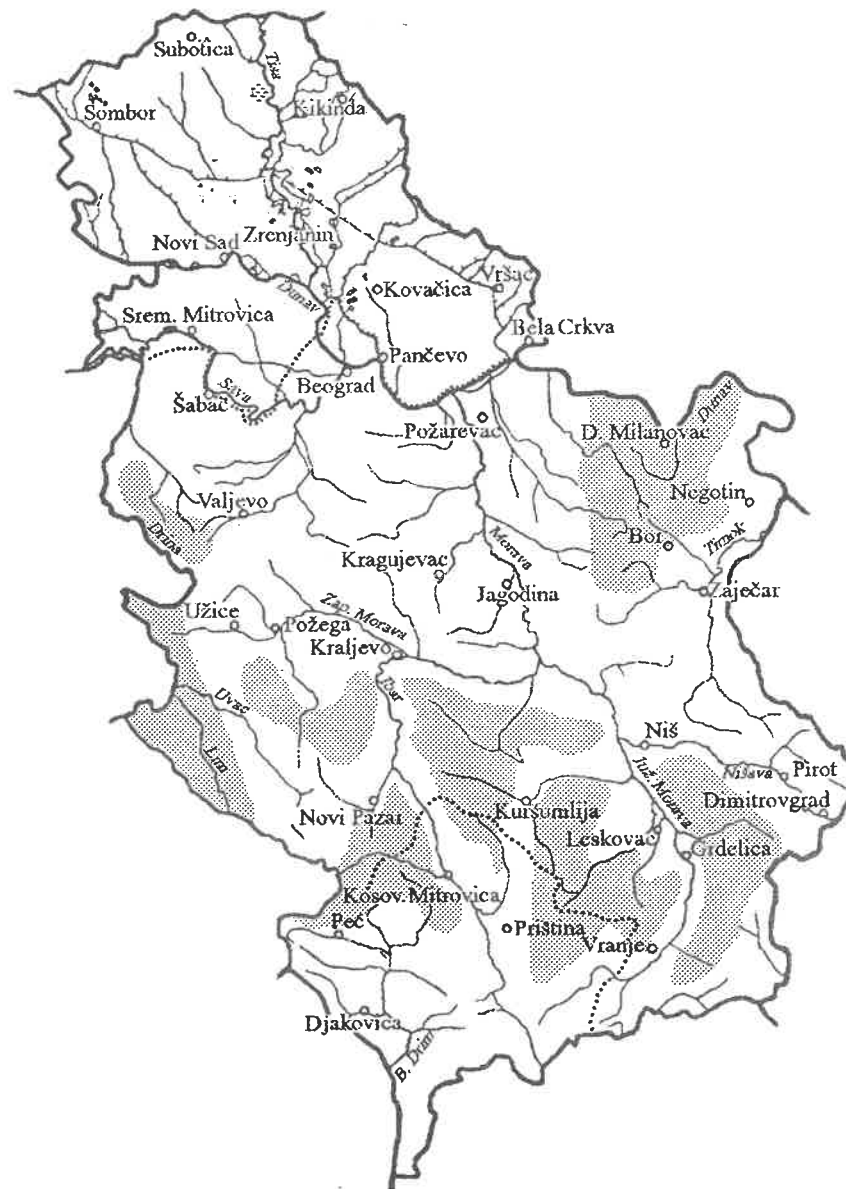 Subotica
Tisa
Kikinda
Sombor
Zrenjanin
Novi Sad
Dunav
Vršac
Kovačica
Srem. Mitrovica
Bela Crkva
Pančevo
Beograd
Sava
Šabac
Dunav
Požarevac
D. Milanovac
Negotin
Valjevo
Drina
Bor
Timok
Morava
Kragujevac
Jagodina
Zaječar
Užice
Požega
Zap. Morava
Kraljevo
Ibar
Uvac
Lim
Niš
Nišava
Pirot
Juž. Morava
Dimitrovgrad
Novi Pazar
Kuršumlija
Leskovac
Grdelica
Kosov. Mitrovica
Peć
Priština
Vranje
Djakovica
B. Drim